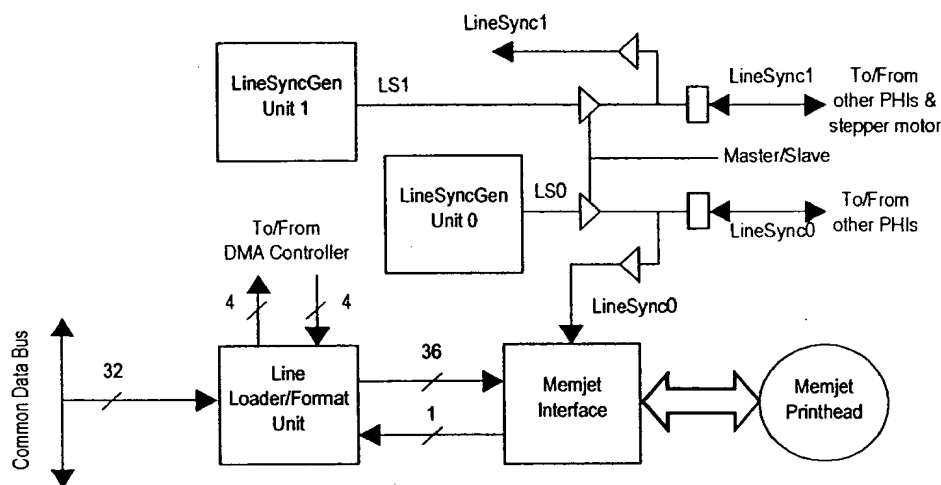 LineSync1
LineSyncGen
Unit 1
LS1
LineSync1
To/From
other PHIs &
stepper motor
Master/Slave
LineSyncGen
Unit 0
LS0
To/From
other PHIs
LineSync0
To/From
DMA Controller
4
4
LineSync0
Common Data Bus
32
Line
Loader/Format
Unit
36
1
Memjet
Interface
Memjet
Printhead